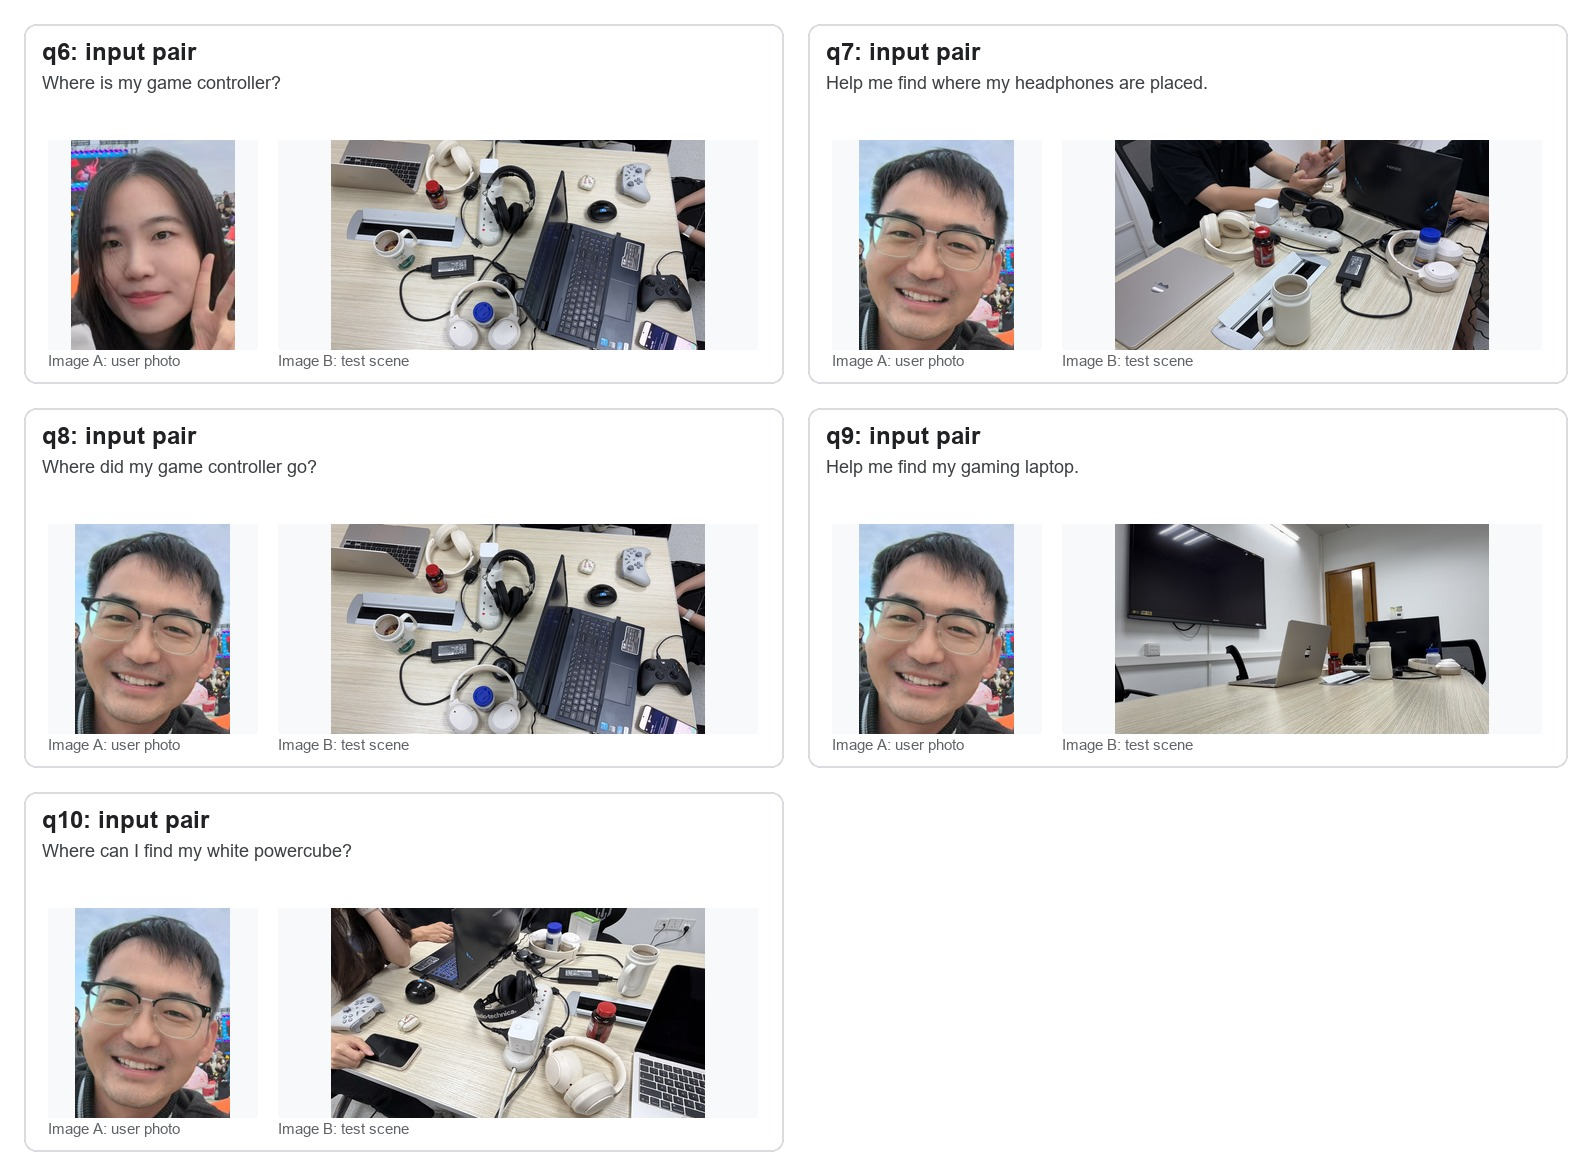 q6: input pair
Where is my game controller?
Image A: user photo
Image B: test scene
q7: input pair
Help me find where my headphones are placed.
Image A: user photo
Image B: test scene
q8: input pair
Where did my game controller go?
Image A: user photo
Image B: test scene
q9: input pair
Help me find my gaming laptop.
Image A: user photo
Image B: test scene
q10: input pair
Where can I find my white powercube?
audio-technica
Image A: user photo
Image B: test scene